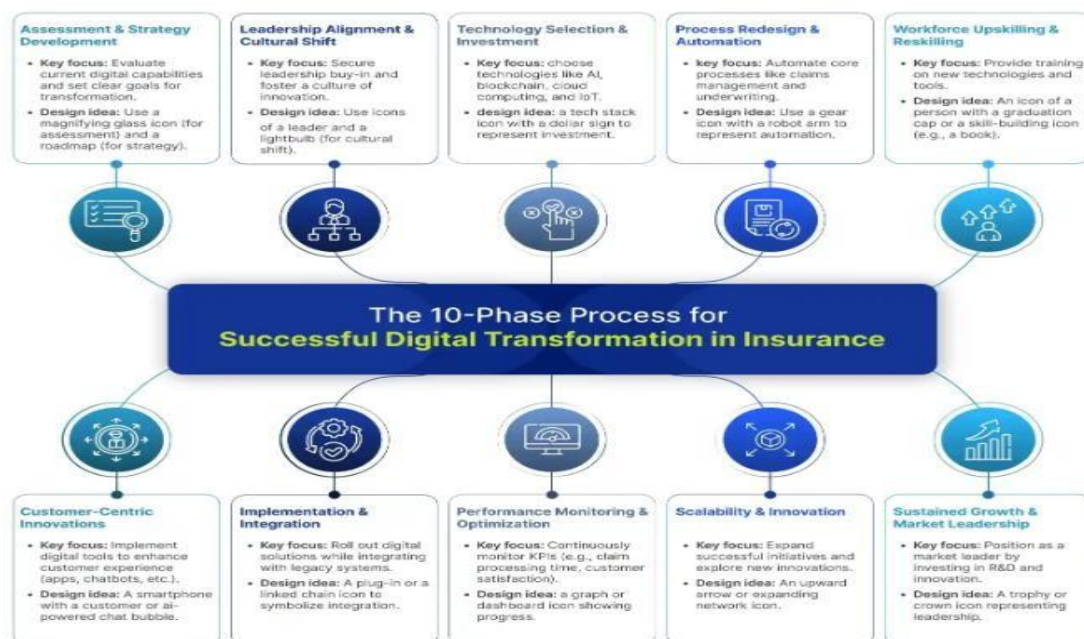 Assessment & Strategy
Development
• Key focus: Evaluate
current digital capabilities
and set clear goals for
transformation.
• Design idea: Use a
magnifying glass icon (for
assessment) and a
roadmap (for strategy).
Leadership Alignment &
Cultural Shift
• Key focus: Secure
leadership buy-in and
foster a culture of
innovation.
• Design idea: Use icons
of a leader and a
lightbulb (for cultural
shift).
Technology Selection &
Investment
• Key focus: choose
technologies like AI,
blockchain, cloud
computing, and IoT.
• design idea: a tech stack
icon with a dollar sign to
represent investment.
Process Redesign &
Automation
• key focus: Automate core
processes like claims
management and
underwriting.
• Design idea: Use a gear
icon with a robot arm to
represent automation.
Workforce Upskilling &
Reskilling
• Key focus: Provide training
on new technologies and
tools.
• Design idea: An icon of a
person with a graduation
cap or a skill-building icon
(e.g., a book).
The 10-Phase Process for
Successful Digital Transformation in Insurance
Customer-Centric
Innovations
• Key focus: Implement
digital tools to enhance
customer experience
(apps, chatbots, etc.).
• Design idea: A smartphone
with a customer or ai-
powered chat bubble.
Implementation &
Integration
• Key focus: Roll out digital
solutions while integrating
with legacy systems.
• Design idea: A plug-in or a
linked chain icon to
symbolize integration.
Performance Monitoring &
Optimization
• Key focus: Continuously
monitor KPIs (e.g., claim
processing time, customer
satisfaction).
• Design idea: a graph or
dashboard icon showing
progress.
Scalability & Innovation
• Key focus: Expand
successful initiatives and
explore new innovations.
• Design idea: An upward
arrow or expanding
network icon.
Sustained Growth &
Market Leadership
• Key focus: Position as a
market leader by
investing in R&D and
innovation.
• Design idea: A trophy or
crown icon representing
leadership.